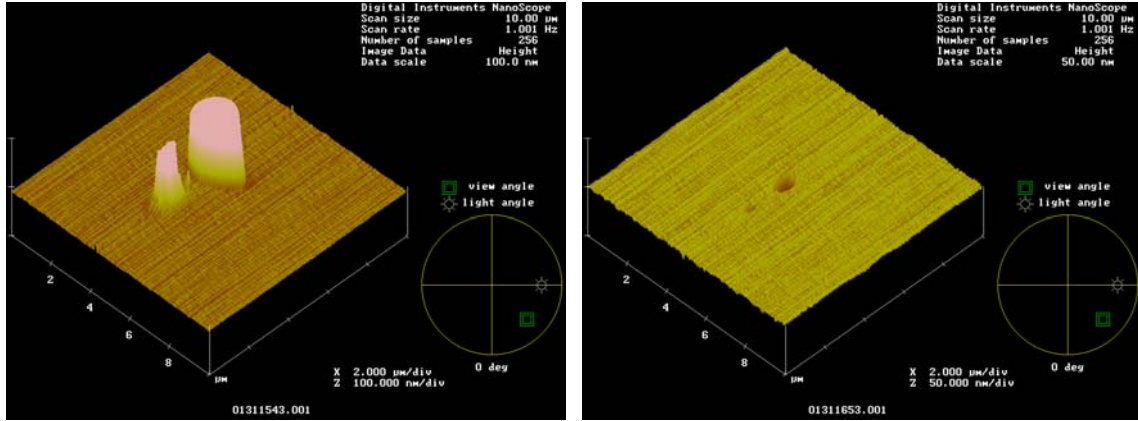 Digital Instruments NanoScope
Scan size 10.00 µm
Scan rate 1.001 Hz
Number of samples 256
Image Data Height
Data scale 100.0 nm
view angle
light angle
0 deg
2
4
6
8
µm
X 2.000 µm/div
Z 100.000 nm/div
01311543.001
Digital Instruments NanoScope
Scan size 10.00 µm
Scan rate 1.001 Hz
Number of samples 256
Image Data Height
Data scale 50.00 nm
view angle
light angle
0 deg
2
4
6
8
µm
X 2.000 µm/div
Z 50.000 nm/div
01311653.001